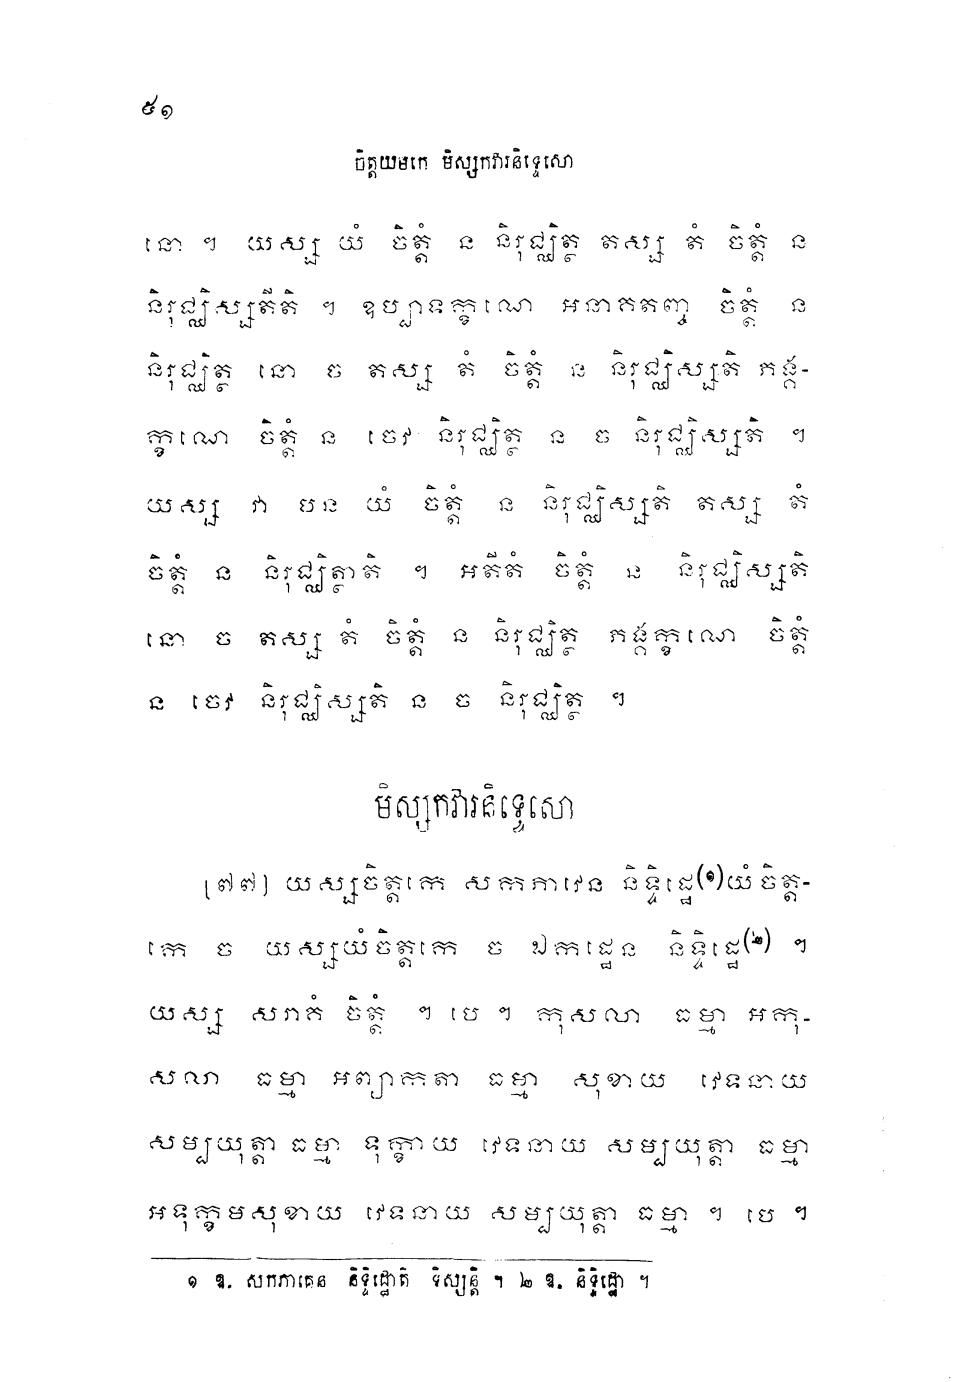 ៥១
ចិត្តយមកេ មិស្សកវារនិទ្ទេសោ
នោ ។ យស្ស យំ ចិត្តំ ន និរុជ្ឈិត្ថ តស្ស តំ ចិត្តំ ន
និរុជ្ឈិស្សតីតិ ។ ឧប្បាទក្ខណេ អនាគតញ្ច ចិត្តំ ន
និរុជ្ឈិត្ថ នោ ច តស្ស តំ ចិត្តំ ន និរុជ្ឈិស្សតិ ភង្គ-
ក្ខណេ ចិត្តំ ន ចេវ និរុជ្ឈិត្ថ ន ច និរុជ្ឈិស្សតិ ។
យស្ស វា បន យំ ចិត្តំ ន និរុជ្ឈិស្សតិ តស្ស តំ
ចិត្តំ ន និរុជ្ឈិត្ថាតិ ។ អតីតំ ចិត្តំ ន និរុជ្ឈិស្សតិ
នោ ច តស្ស តំ ចិត្តំ ន និរុជ្ឈិត្ថ ភង្គក្ខណេ ចិត្តំ
ន ចេវ និរុជ្ឈិស្សតិ ន ច និរុជ្ឈិត្ថ ។
មិស្សកវារនិទ្ទេសោ
[៧៧] យស្សចិត្តកេ សកភាវេន និទ្ទិដ្ឋេ(១)យំចិត្ត-
កេ ច យស្សយំចិត្តកេ ច ឯកដ្ឋេន និទ្ទិដ្ឋេ(២) ។
យស្ស សរាគំ ចិត្តំ ។ បេ ។ កុសលា ធម្មា អកុ-
សលា ធម្មា អព្យាកតា ធម្មា សុខាយ វេទនាយ
សម្បយុត្តា ធម្មា ទុក្ខាយ វេទនាយ សម្បយុត្តា ធម្មា
អទុក្ខមសុខាយ វេទនាយ សម្បយុត្តា ធម្មា ។ បេ ។
១ ឧ. សកភាគេន និទ្ទិដ្ឋោតិ ទិស្សន្តិ ។ ២ ឧ. និទ្ទិដ្ឋោ ។